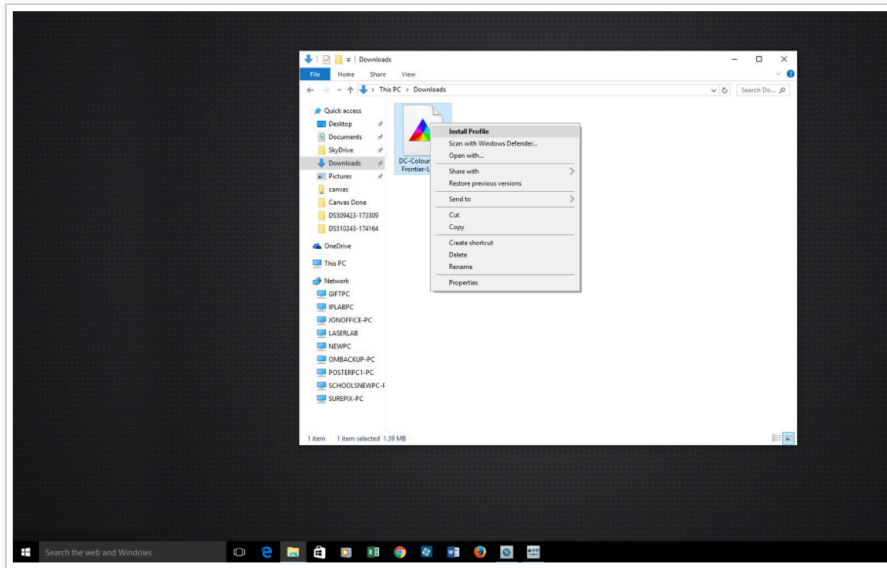 Downloads
File Home Share View
This PC > Downloads
Search Do...
Quick access
Desktop
Documents
SkyDrive
Downloads
Pictures
canvas
Canvas Done
DS509423-173309
DS510243-174164
OneDrive
This PC
Network
GIFTPC
IPLABPC
JONOFFICE-PC
LASERLAB
NEWPC
OMBACKUP-PC
POSTERPC1-PC
SCHOOLSNEWPC-F
SUREPIX-PC
DC-Colour
Frontier-L
Install Profile
Scan with Windows Defender...
Open with...
Share with
Restore previous versions
Send to
Cut
Copy
Create shortcut
Delete
Rename
Properties
1 item 1 item selected 1.39 MB
Search the web and Windows